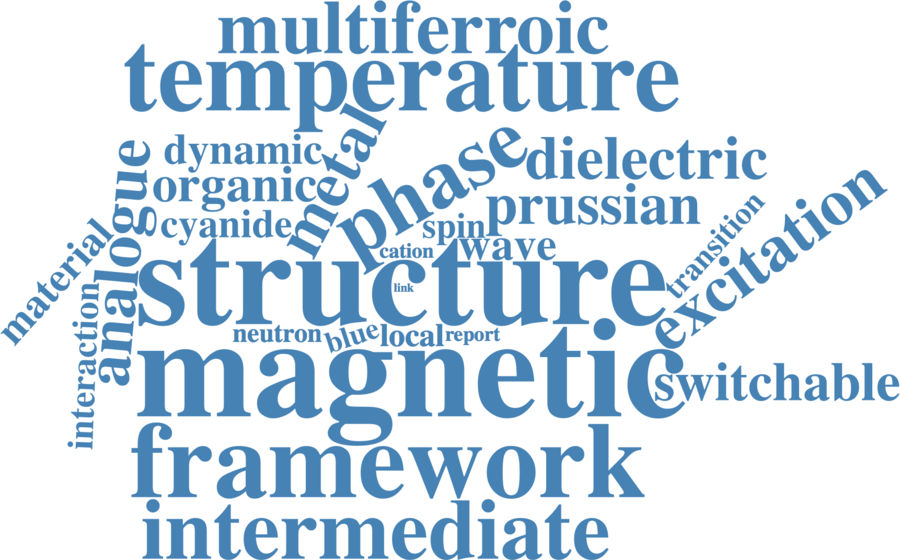 multiferroic
temperature
dynamic
metal
phase
dielectric
organic
analogue
cyanide
prussian
spin
wave
cation
material
transition
excitation
structure
link
interaction
neutron
blue
local
report
magnetic
switchable
framework
intermediate